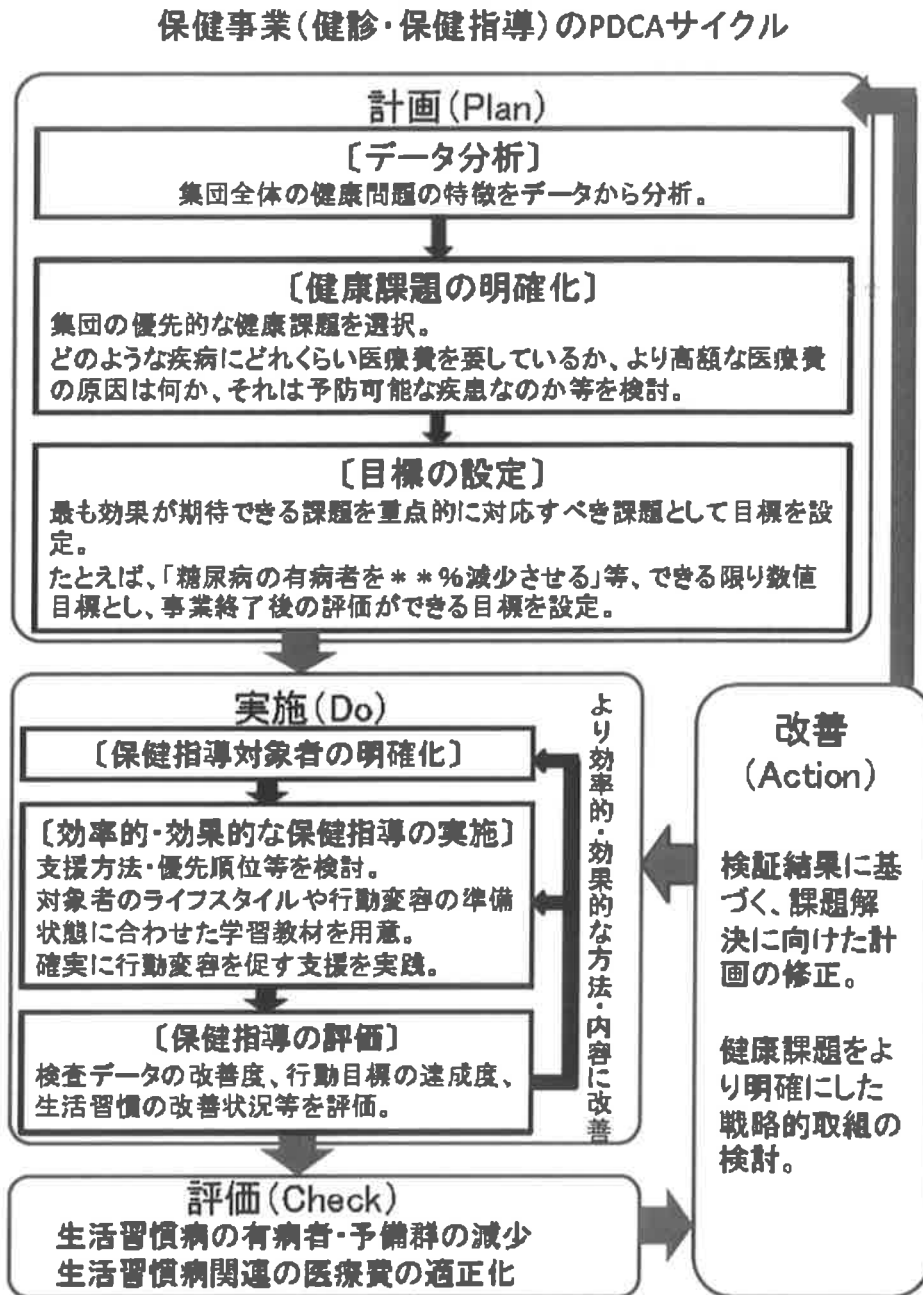 保健事業(健診・保健指導)のPDCAサイクル
計画(Plan)
〔データ分析〕
集団全体の健康問題の特徴をデータから分析。
〔健康課題の明確化〕
集団の優先的な健康課題を選択。
どのような疾病にどれくらい医療費を要しているか、より高額な医療費
の原因は何か、それは予防可能な疾患なのか等を検討。
〔目標の設定〕
最も効果が期待できる課題を重点的に対応すべき課題として目標を設
定。
たとえば、「糖尿病の有病者を＊＊%減少させる」等、できる限り数値
目標とし、事業終了後の評価ができる目標を設定。
実施(Do)
〔保健指導対象者の明確化〕
〔効率的・効果的な保健指導の実施〕
支援方法・優先順位等を検討。
対象者のライフスタイルや行動変容の準備
状態に合わせた学習教材を用意。
確実に行動変容を促す支援を実践。
〔保健指導の評価〕
検査データの改善度、行動目標の達成度、
生活習慣の改善状況等を評価。
より効率的・効果的な方法・内容に改善
評価(Check)
生活習慣病の有病者・予備群の減少
生活習慣病関連の医療費の適正化
改善
(Action)
検証結果に基
づく、課題解
決に向けた計
画の修正。
健康課題をよ
り明確にした
戦略的取組の
検討。